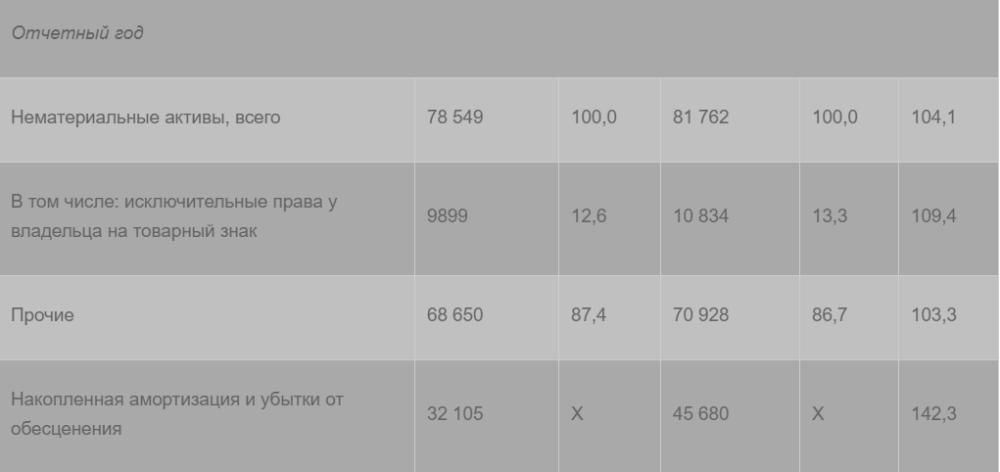 Отчетный год
Нематериальные активы, всего 78 549 100,0 81 762 100,0 104,1
В том числе: исключительные права у
владельца на товарный знак 9899 12,6 10 834 13,3 109,4
Прочие 68 650 87,4 70 928 86,7 103,3
Накопленная амортизация и убытки от
обесценения 32 105 X 45 680 X 142,3